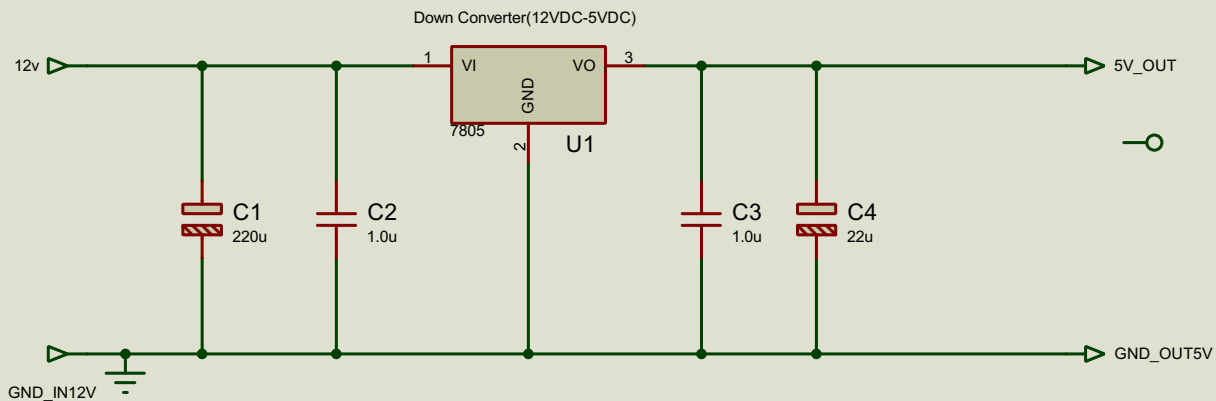 Down Converter(12VDC-5VDC)
12v
1
VI
VO
3
5V_OUT
GND
7805
2
U1
C1
220u
C2
1.0u
C3
1.0u
C4
22u
GND_OUT5V
GND_IN12V